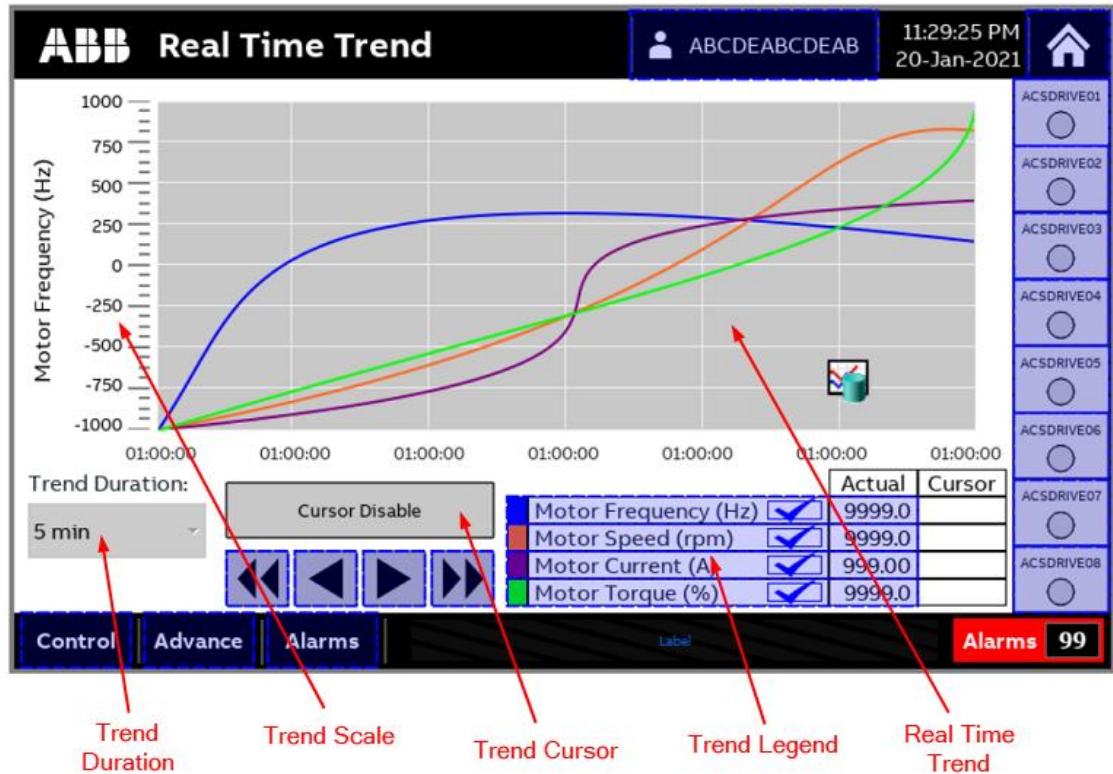 ABB Real Time Trend
ABCDEABCDEAB
11:29:25 PM
20-Jan-2021
Motor Frequency (Hz)
1000
750
500
250
0
-250
-500
-750
-1000
01:00:00 01:00:00 01:00:00 01:00:00 01:00:00 01:00:00 01:00:00
ACSDRIVE01
ACSDRIVE02
ACSDRIVE03
ACSDRIVE04
ACSDRIVE05
ACSDRIVE06
ACSDRIVE07
ACSDRIVE08
Trend Duration:
5 min
Cursor Disable
Actual Cursor
Motor Frequency (Hz) 9999.0
Motor Speed (rpm) 9999.0
Motor Current (A) 999.00
Motor Torque (%) 9999.0
Control Advance Alarms
Label
Alarms 99
Trend
Duration
Trend Scale
Trend Cursor
Trend Legend
Real Time
Trend